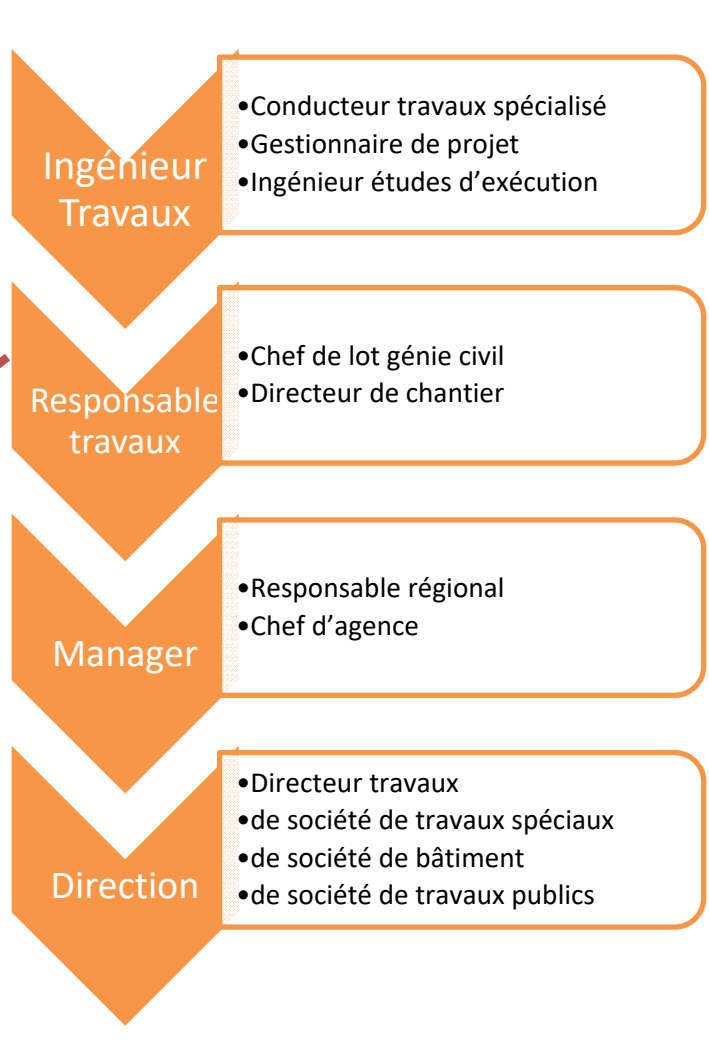 Ingénieur
Travaux
•Conducteur travaux spécialisé
•Gestionnaire de projet
•Ingénieur études d’exécution
Responsable
travaux
•Chef de lot génie civil
•Directeur de chantier
Manager
•Responsable régional
•Chef d’agence
Direction
•Directeur travaux
•de société de travaux spéciaux
•de société de bâtiment
•de société de travaux publics